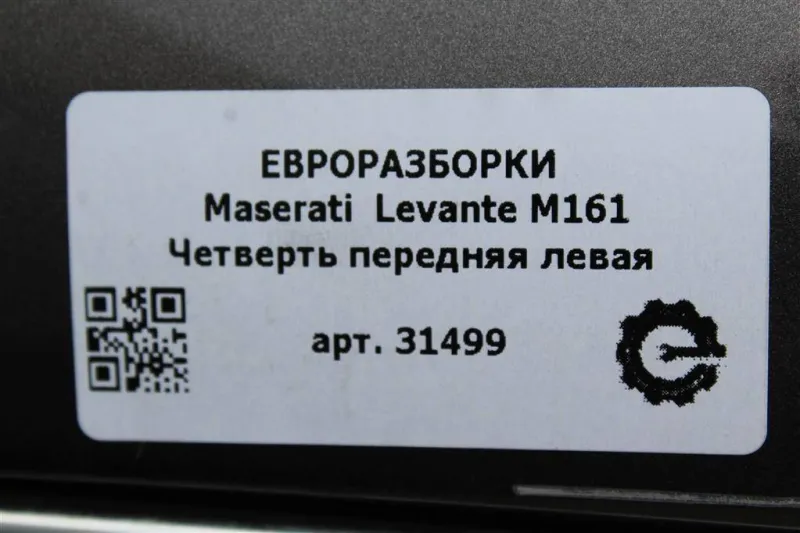 ЕВРОРАЗБОРКИ
Maserati Levante M161
Четверть передняя левая
арт. 31499